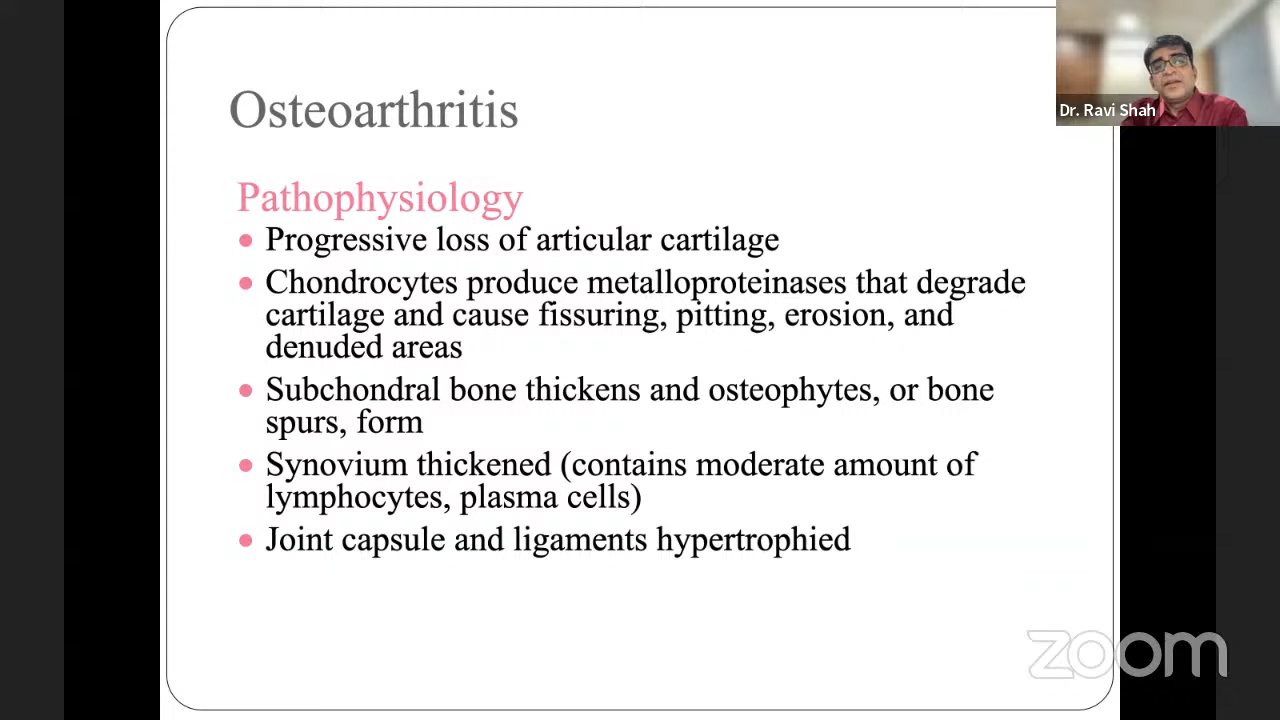 Osteoarthritis
Dr. Ravi Shah
Pathophysiology
• Progressive loss of articular cartilage
• Chondrocytes produce metalloproteinases that degrade
cartilage and cause fissuring, pitting, erosion, and
denuded areas
• Subchondral bone thickens and osteophytes, or bone
spurs, form
• Synovium thickened (contains moderate amount of
lymphocytes, plasma cells)
• Joint capsule and ligaments hypertrophied
zoom